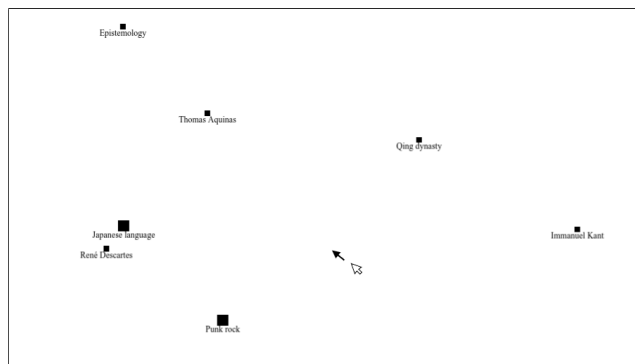 Epistemology
Thomas Aquinas
Qing dynasty
Japanese language
Immanuel Kant
René Descartes
Punk rock